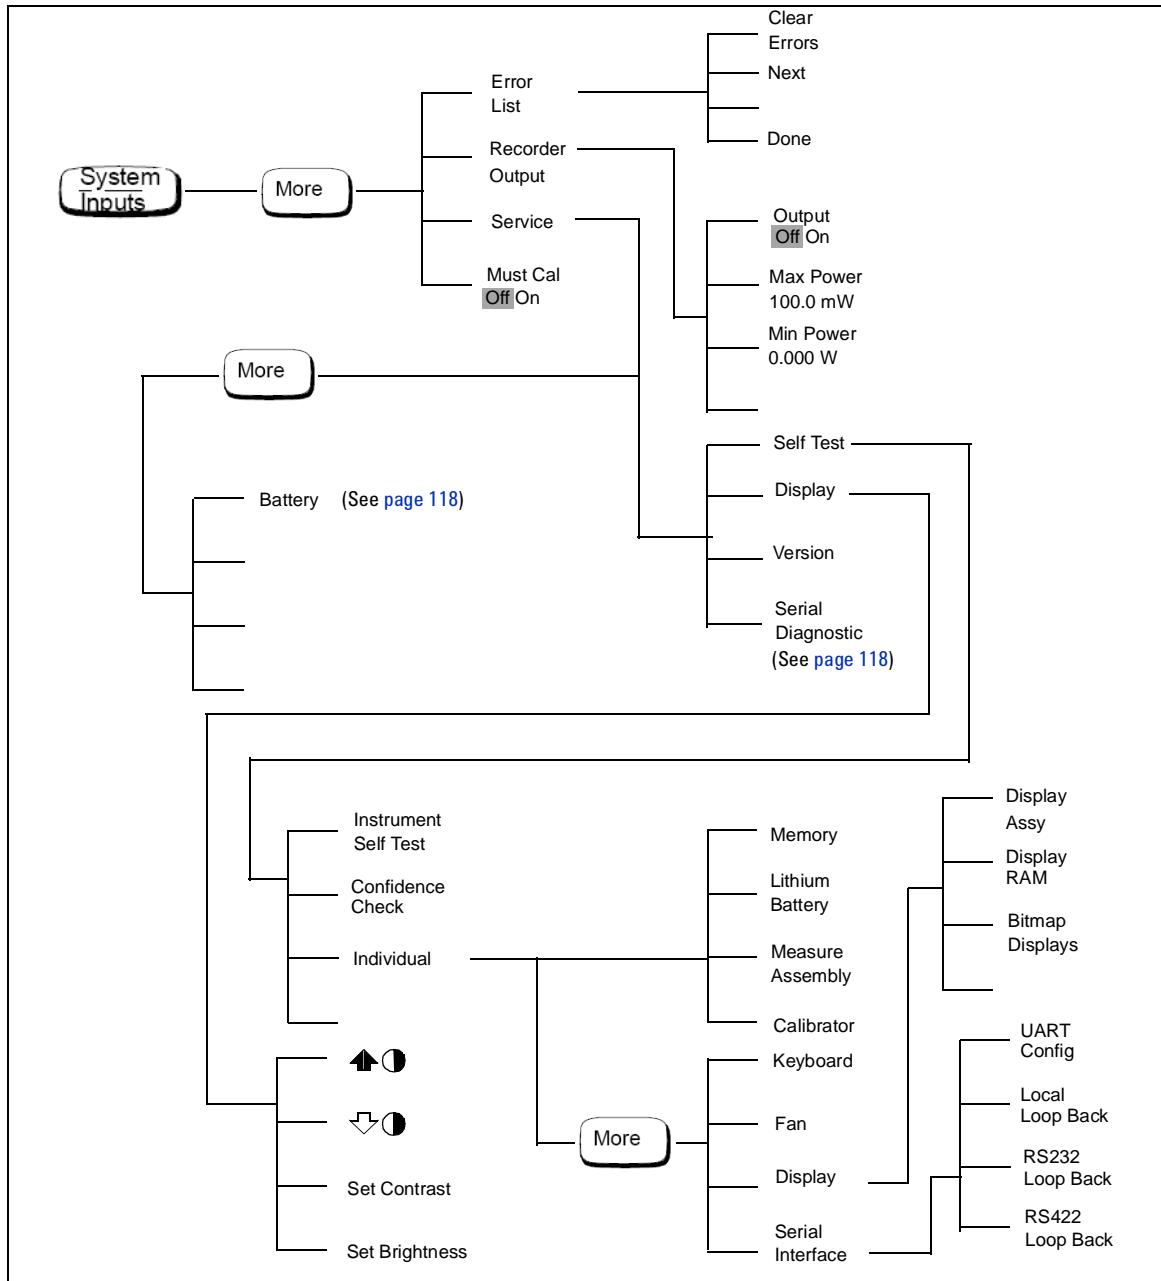 Clear
Errors
Next
Done
Error
List
Recorder
Output
Service
Must Cal
Off On
System
Inputs
More
Output
Off On
Max Power
100.0 mW
Min Power
0.000 W
More
Battery (See page 118)
Self Test
Display
Version
Serial
Diagnostic
(See page 118)
Instrument
Self Test
Confidence
Check
Individual
Memory
Lithium
Battery
Measure
Assembly
Calibrator
Display
Assy
Display
RAM
Bitmap
Displays
Set Contrast
Set Brightness
More
Keyboard
Fan
Display
Serial
Interface
UART
Config
Local
Loop Back
RS232
Loop Back
RS422
Loop Back